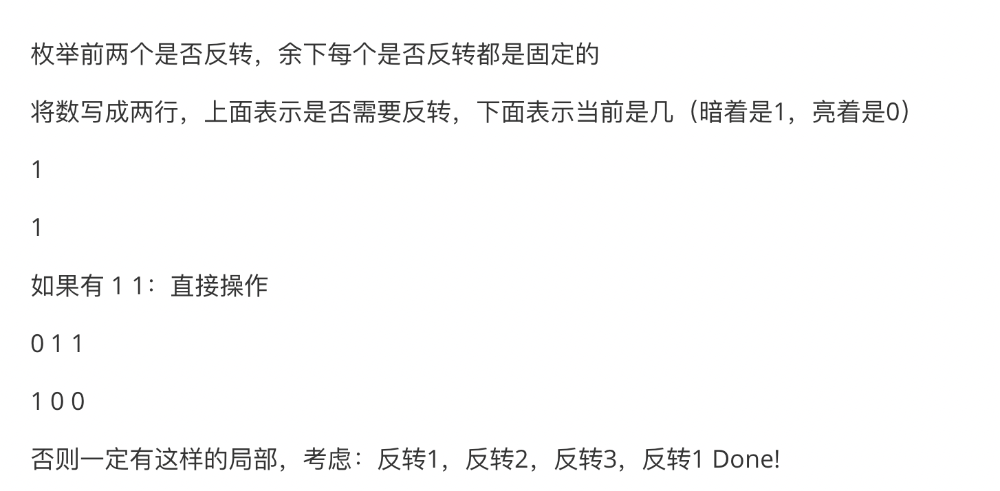 枚举前两个是否反转，余下每个是否反转都是固定的
将数写成两行，上面表示是否需要反转，下面表示当前是几（暗着是1，亮着是0）
1
1
如果有 1 1：直接操作
0 1 1
1 0 0
否则一定有这样的局部，考虑：反转1，反转2，反转3，反转1 Done!